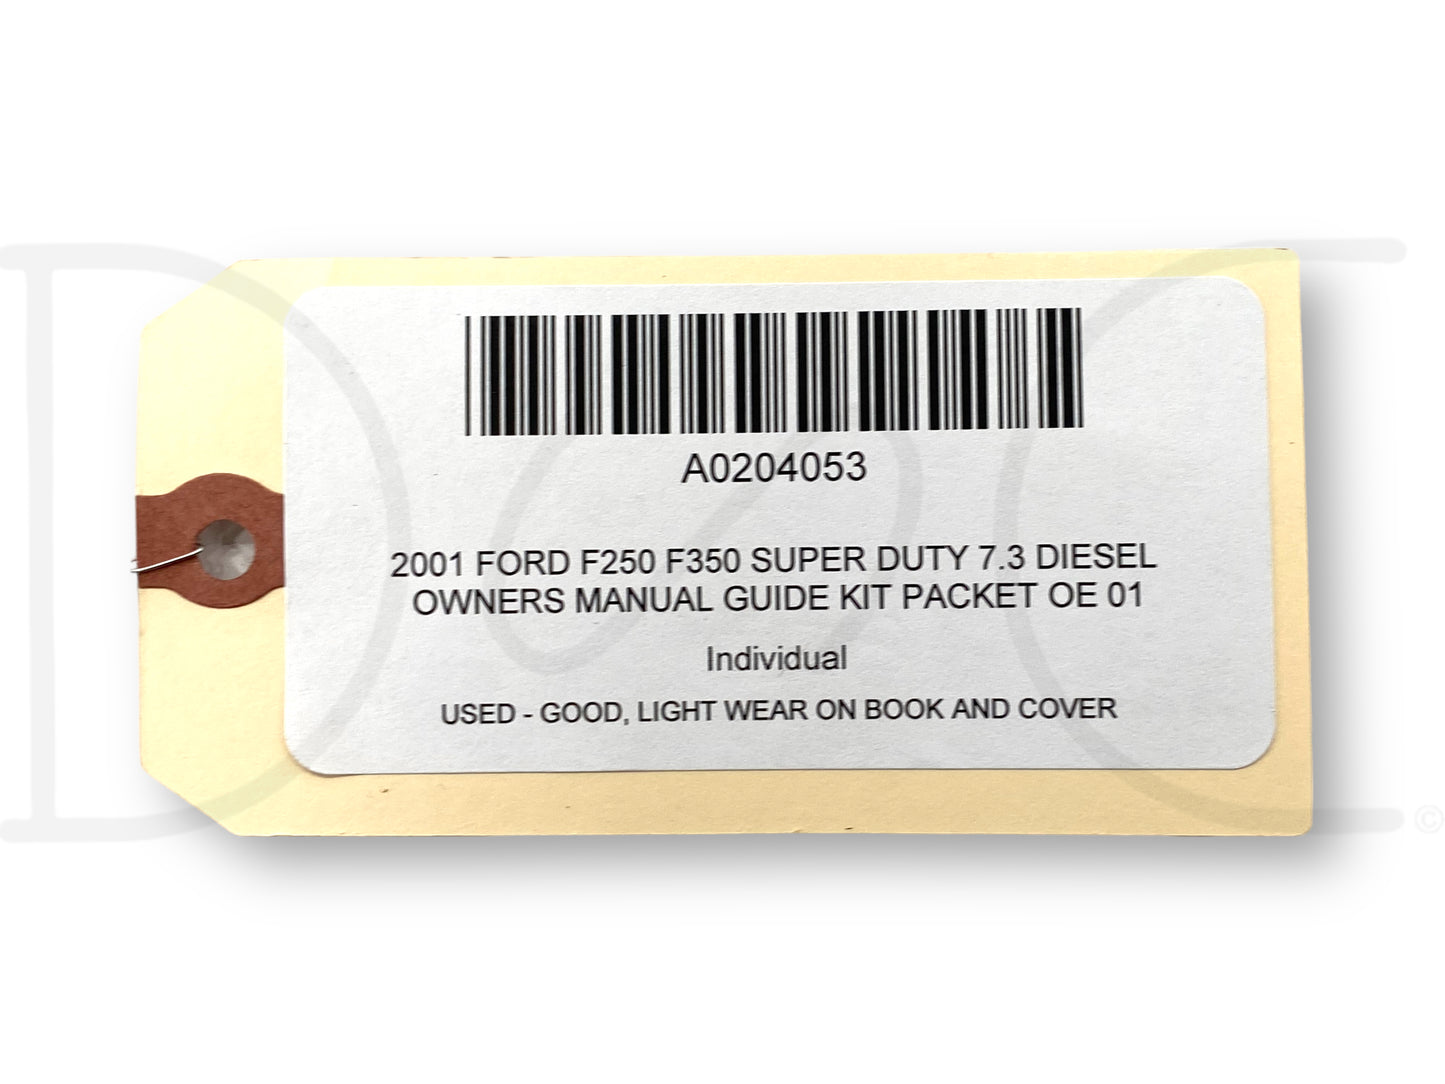 A0204053
2001 FORD F250 F350 SUPER DUTY 7.3 DIESEL
OWNERS MANUAL GUIDE KIT PACKET OE 01
Individual
USED - GOOD, LIGHT WEAR ON BOOK AND COVER
©